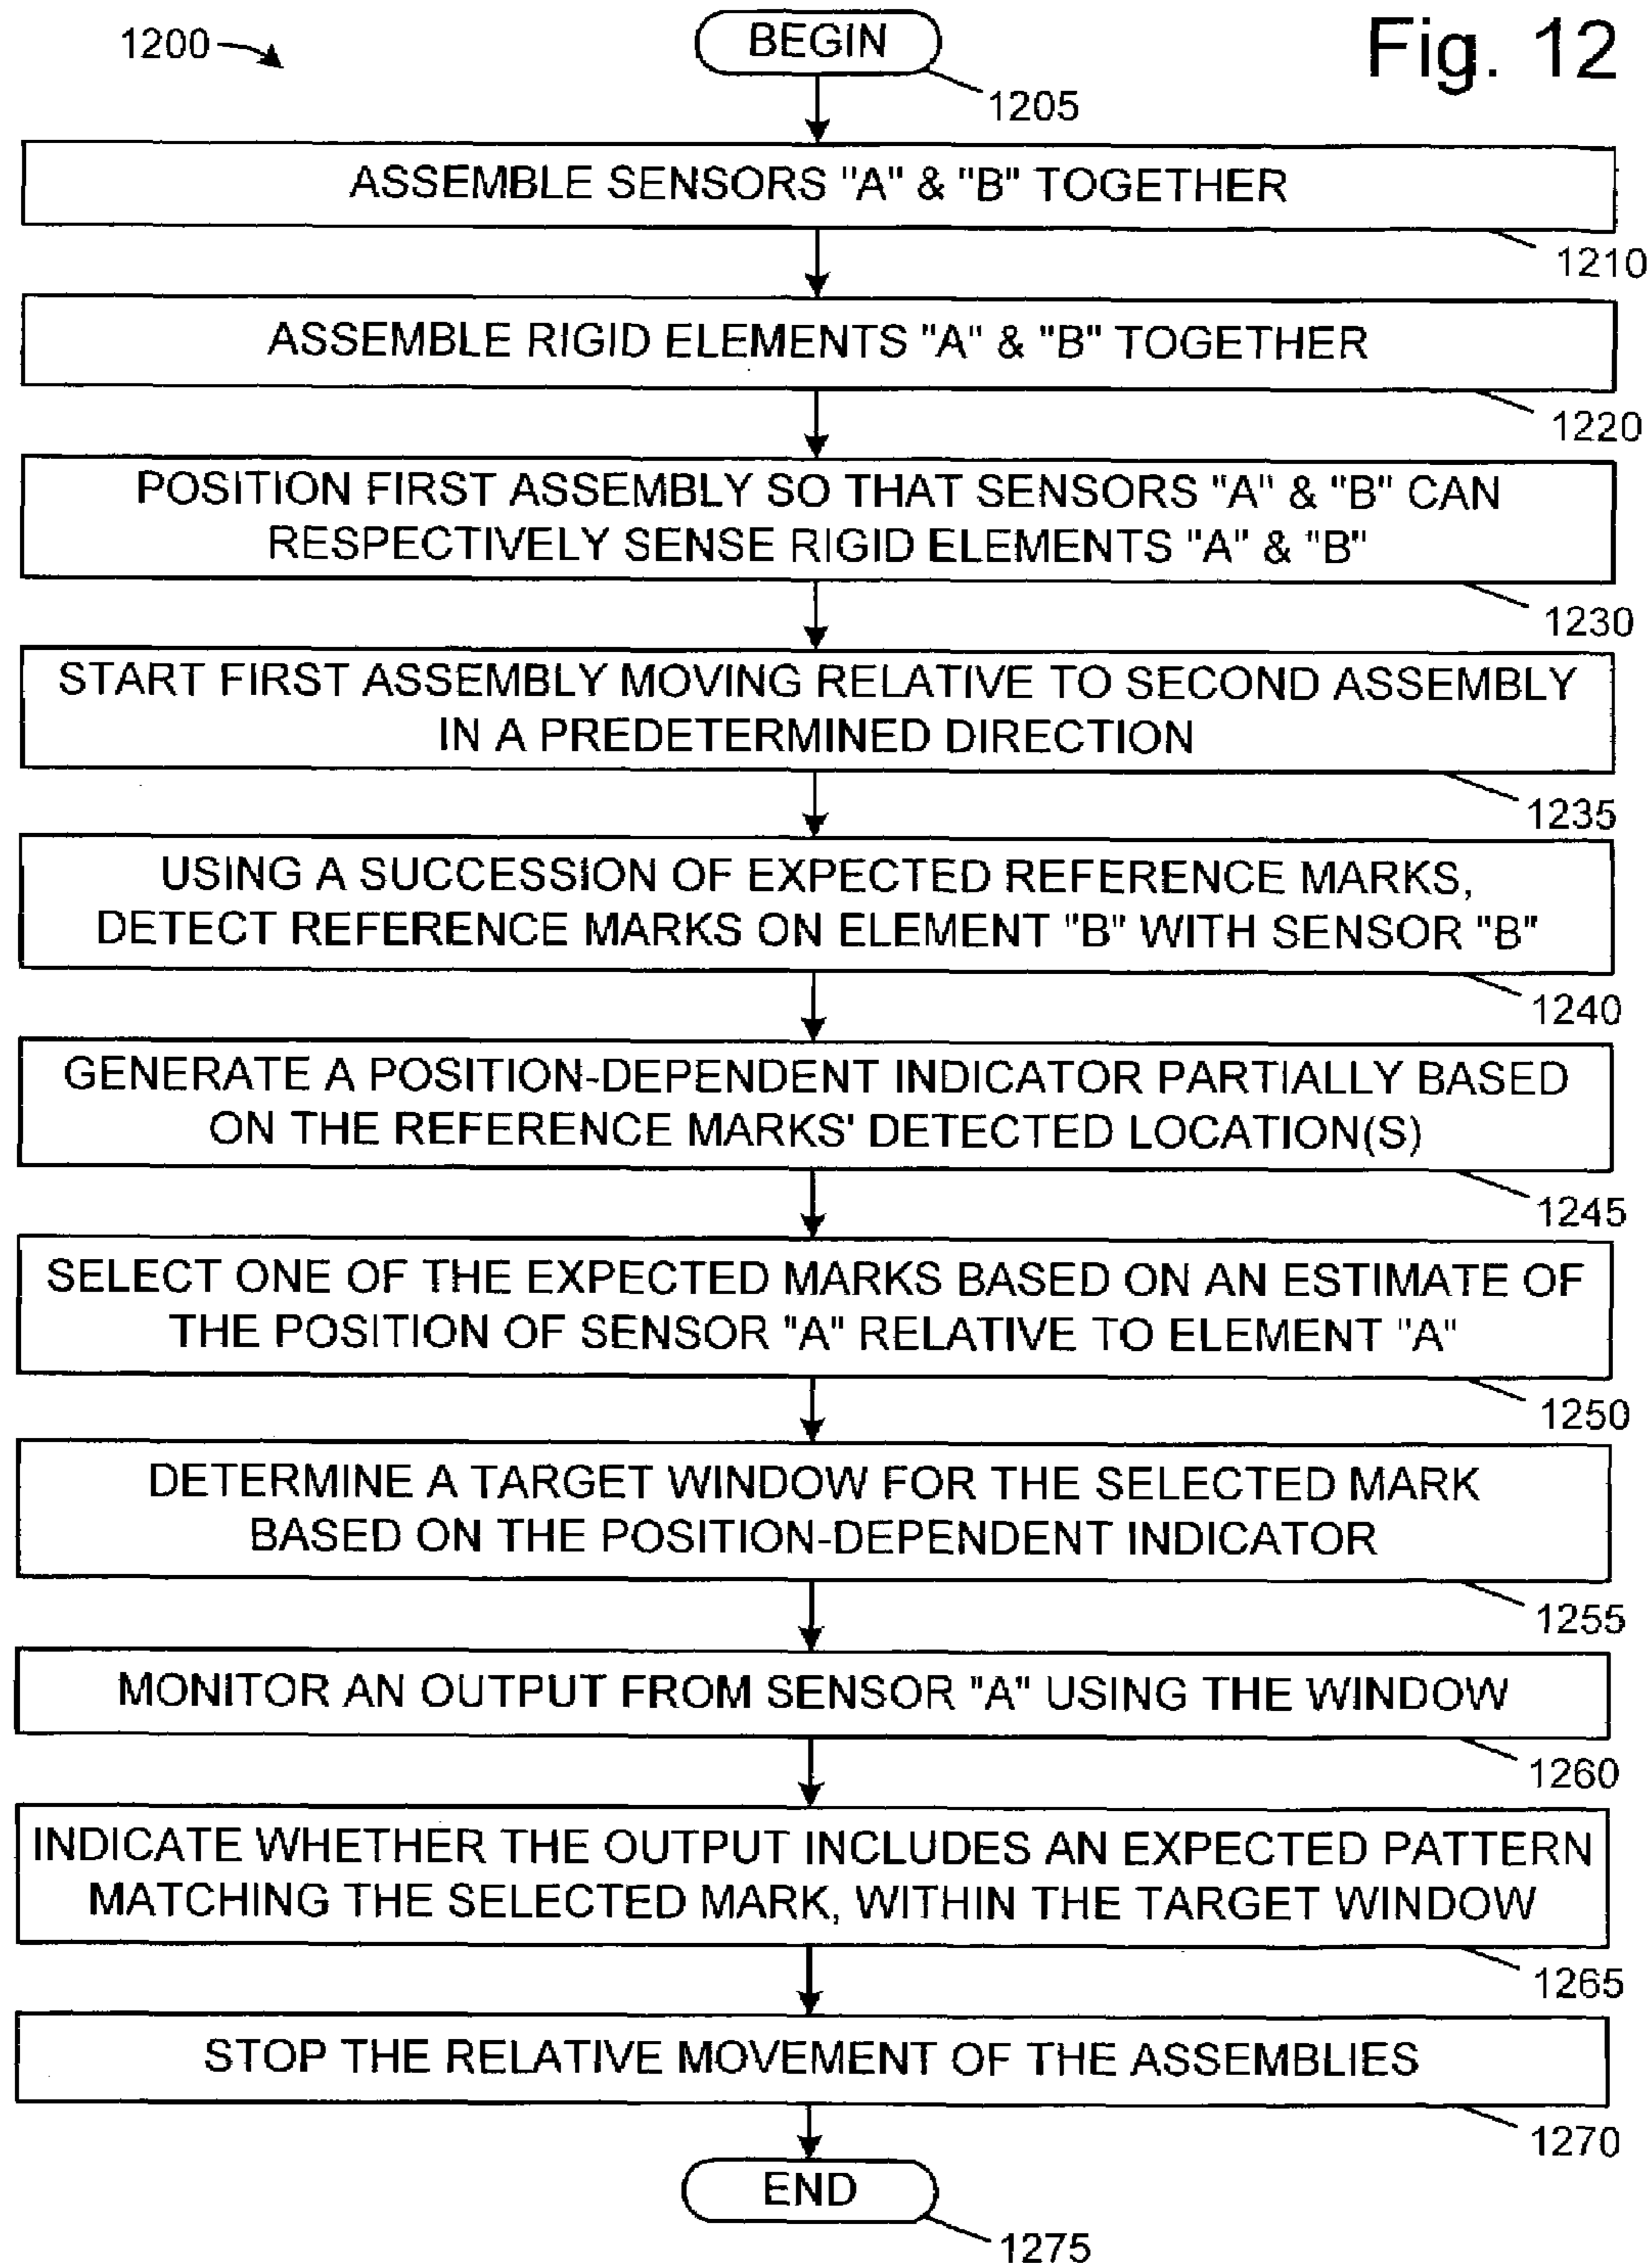 1200
BEGIN
Fig. 12
1205
ASSEMBLE SENSORS "A" & "B" TOGETHER
1210
ASSEMBLE RIGID ELEMENTS "A" & "B" TOGETHER
1220
POSITION FIRST ASSEMBLY SO THAT SENSORS "A" & "B" CAN
RESPECTIVELY SENSE RIGID ELEMENTS "A" & "B"
1230
START FIRST ASSEMBLY MOVING RELATIVE TO SECOND ASSEMBLY
IN A PREDETERMINED DIRECTION
1235
USING A SUCCESSION OF EXPECTED REFERENCE MARKS,
DETECT REFERENCE MARKS ON ELEMENT "B" WITH SENSOR "B"
1240
GENERATE A POSITION-DEPENDENT INDICATOR PARTIALLY BASED
ON THE REFERENCE MARKS' DETECTED LOCATION(S)
1245
SELECT ONE OF THE EXPECTED MARKS BASED ON AN ESTIMATE OF
THE POSITION OF SENSOR "A" RELATIVE TO ELEMENT "A"
1250
DETERMINE A TARGET WINDOW FOR THE SELECTED MARK
BASED ON THE POSITION-DEPENDENT INDICATOR
1255
MONITOR AN OUTPUT FROM SENSOR "A" USING THE WINDOW
1260
INDICATE WHETHER THE OUTPUT INCLUDES AN EXPECTED PATTERN
MATCHING THE SELECTED MARK, WITHIN THE TARGET WINDOW
1265
STOP THE RELATIVE MOVEMENT OF THE ASSEMBLIES
1270
END
1275